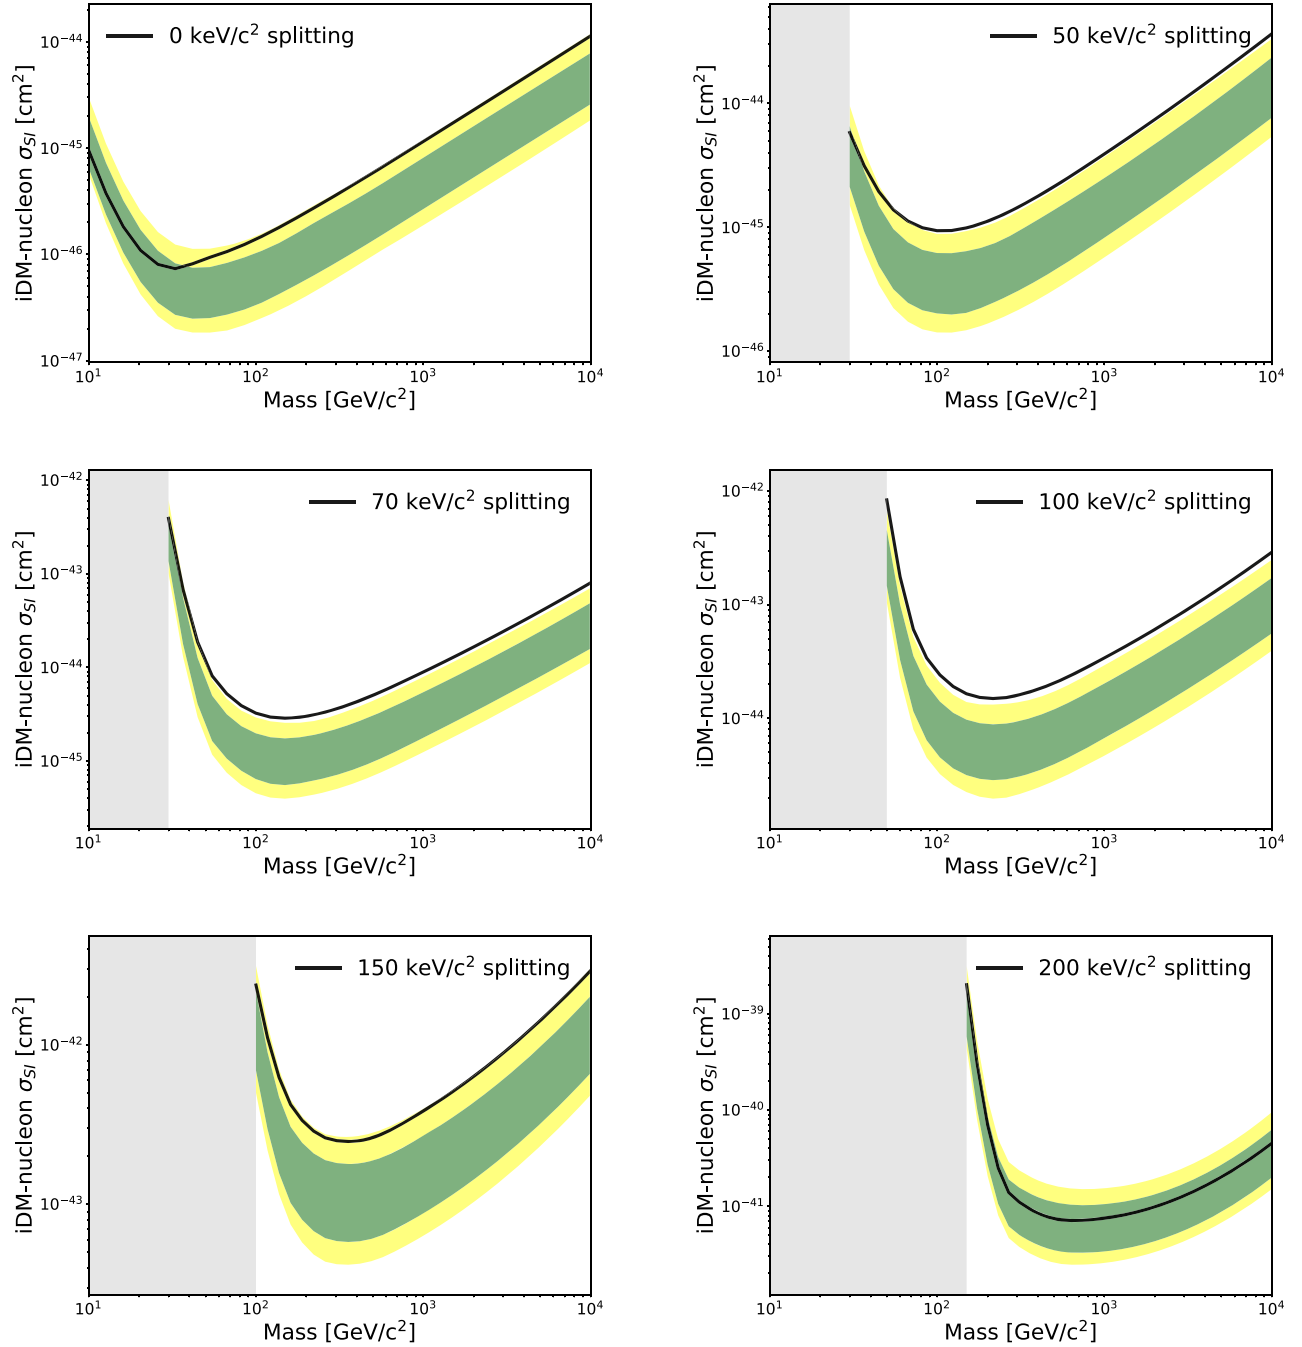 0 keV/c² splitting
10⁻⁴⁴
10⁻⁴⁵
10⁻⁴⁶
10⁻⁴⁷
iDM-nucleon σ_SI [cm²]
10¹ 10² 10³ 10⁴
Mass [GeV/c²]
50 keV/c² splitting
10⁻⁴⁴
10⁻⁴⁵
10⁻⁴⁶
iDM-nucleon σ_SI [cm²]
10¹ 10² 10³ 10⁴
Mass [GeV/c²]
70 keV/c² splitting
10⁻⁴²
10⁻⁴³
10⁻⁴⁴
10⁻⁴⁵
iDM-nucleon σ_SI [cm²]
10¹ 10² 10³ 10⁴
Mass [GeV/c²]
100 keV/c² splitting
10⁻⁴²
10⁻⁴³
10⁻⁴⁴
iDM-nucleon σ_SI [cm²]
10¹ 10² 10³ 10⁴
Mass [GeV/c²]
150 keV/c² splitting
10⁻⁴²
10⁻⁴³
iDM-nucleon σ_SI [cm²]
10¹ 10² 10³ 10⁴
Mass [GeV/c²]
200 keV/c² splitting
10⁻³⁹
10⁻⁴⁰
10⁻⁴¹
iDM-nucleon σ_SI [cm²]
10¹ 10² 10³ 10⁴
Mass [GeV/c²]